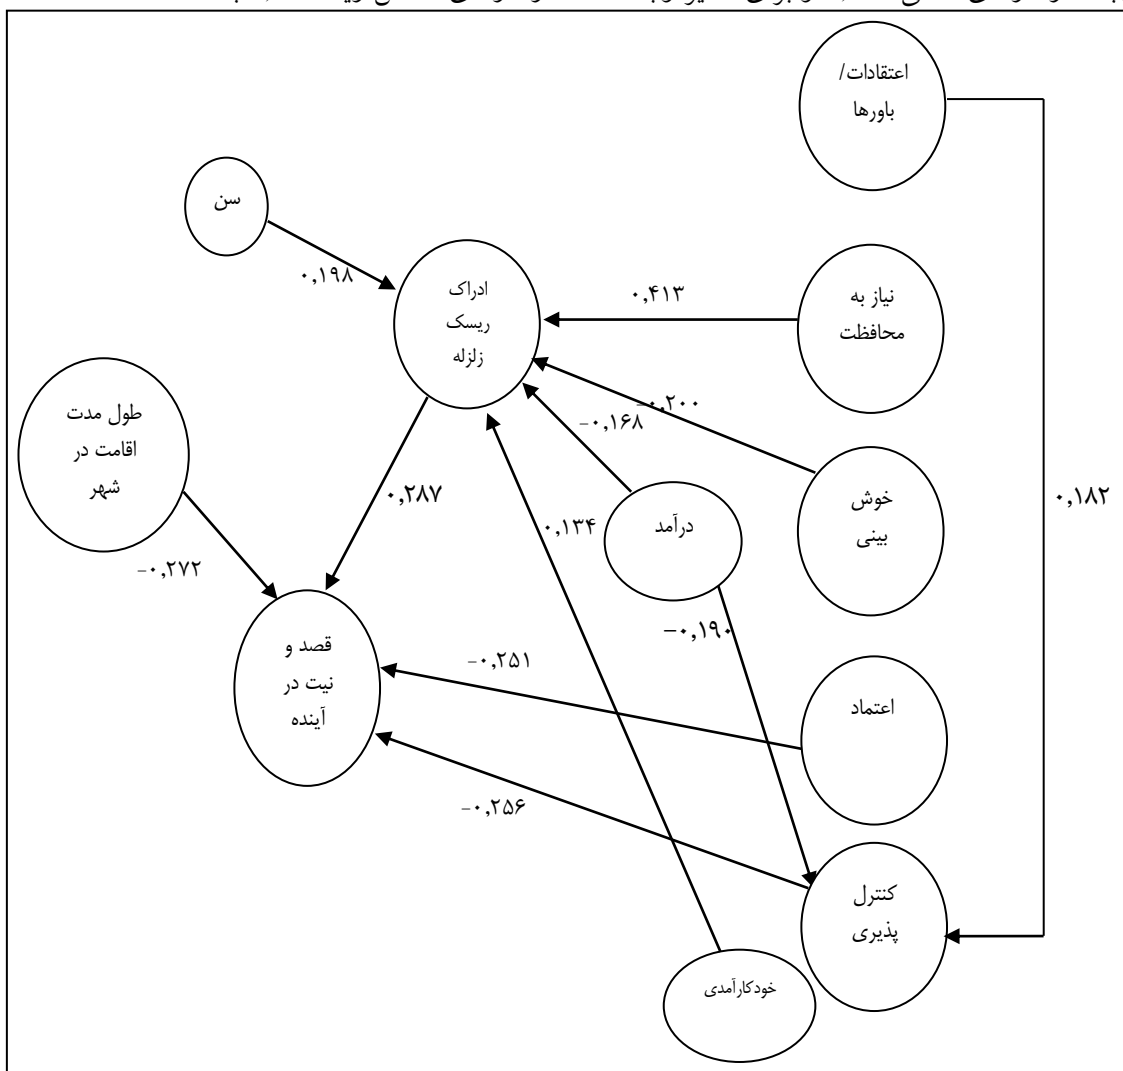 اعتقادات/
باورها
سن
۰,۱۹۸
ادراک
ریسک
زلزله
۰,۴۱۳
نیاز به
محافظت
-۰,۲۰۰
-۰,۱۶۸
طول مدت
اقامت در
شهر
۰,۲۸۷
۰,۱۳۴
درآمد
خوش
بینی
۰,۱۸۲
-۰,۲۷۲
قصد و
نیت در
آینده
-۰,۱۹۰
-۰,۲۵۱
اعتماد
-۰,۲۵۶
کنترل
پذیری
خودکارآمدی